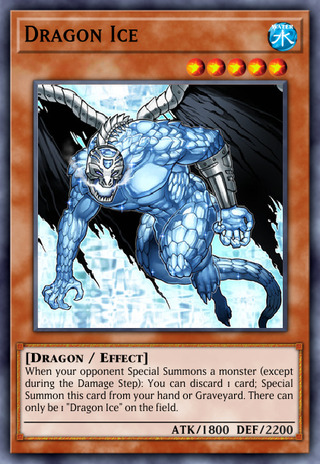 Dragon Ice
WATER
水
[Dragon / Effect]
When your opponent Special Summons a monster (except
during the Damage Step): You can discard 1 card; Special
Summon this card from your hand or Graveyard. There can
only be 1 "Dragon Ice" on the field.
ATK/1800 DEF/2200